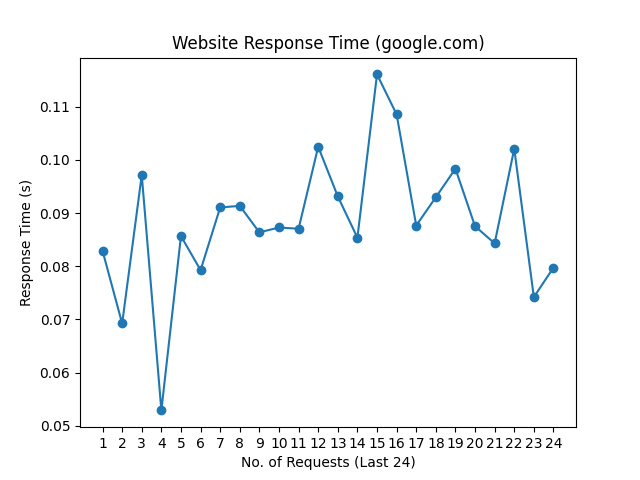 Website Response Time (google.com)
Response Time (s)
0.11
0.10
0.09
0.08
0.07
0.06
0.05
1 2 3 4 5 6 7 8 9 10 11 12 13 14 15 16 17 18 19 20 21 22 23 24
No. of Requests (Last 24)